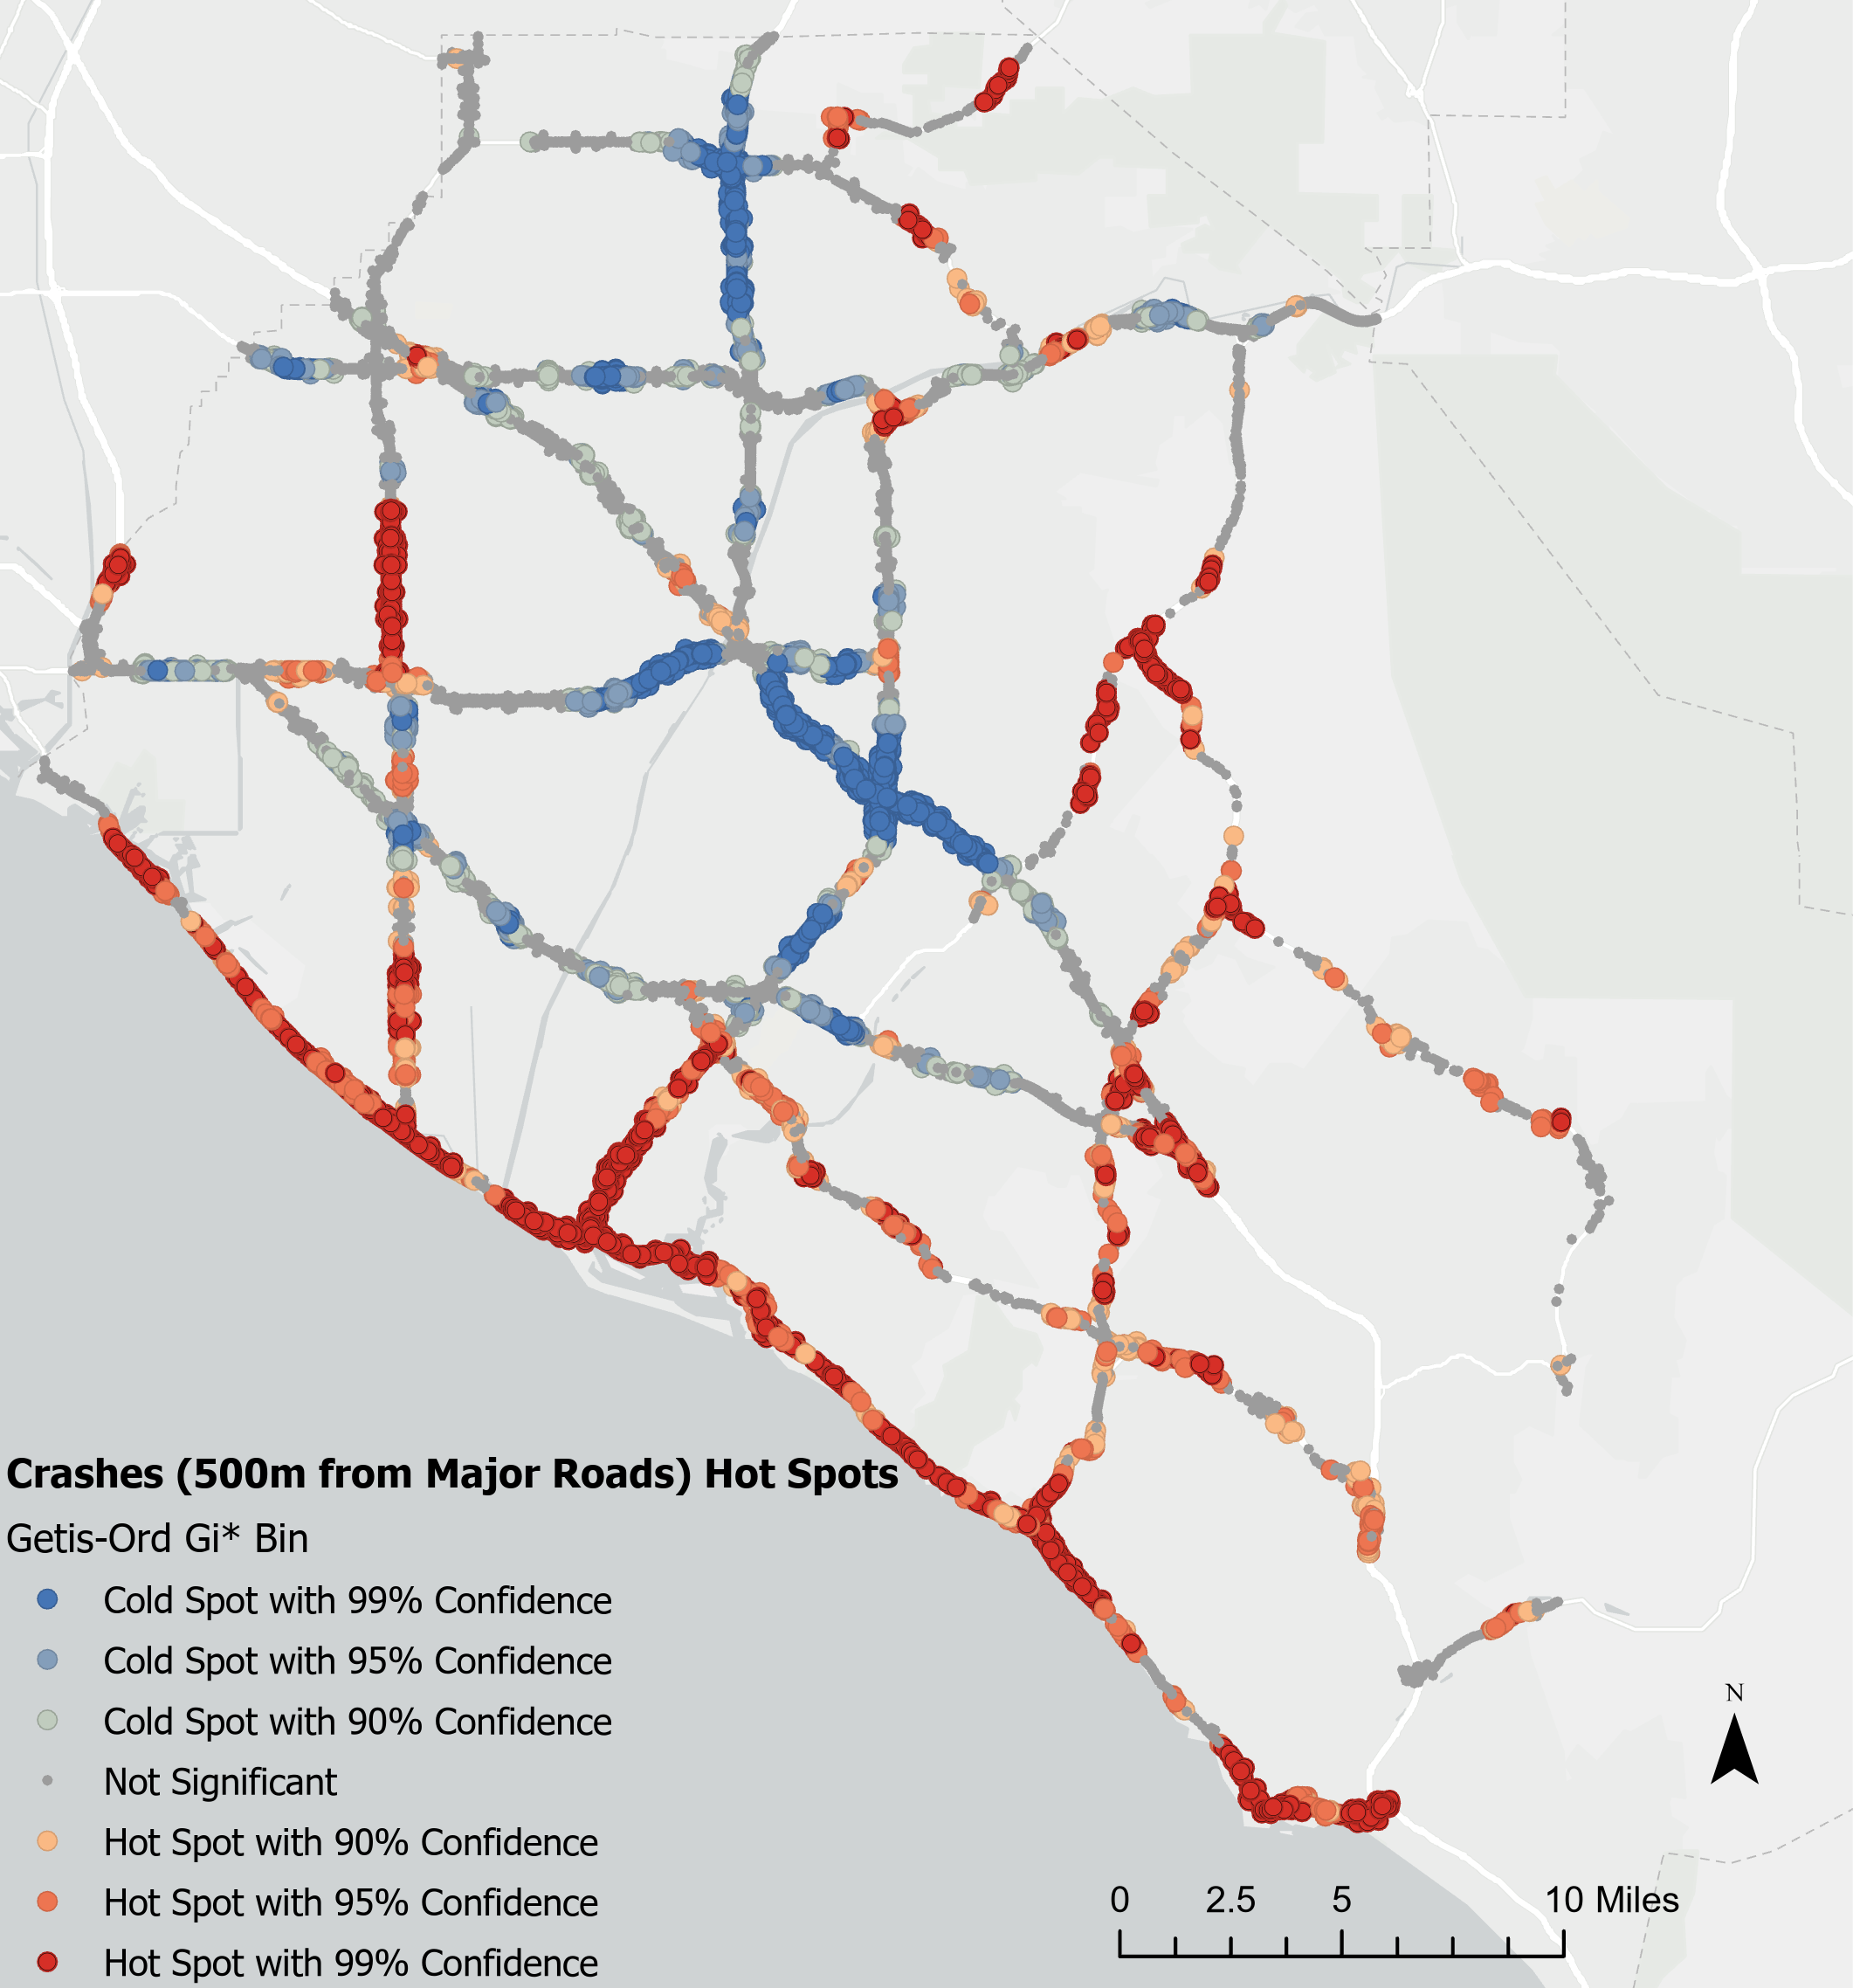 Crashes (500m from Major Roads) Hot Spots
Getis-Ord Gi* Bin
Cold Spot with 99% Confidence
Cold Spot with 95% Confidence
Cold Spot with 90% Confidence
Not Significant
Hot Spot with 90% Confidence
Hot Spot with 95% Confidence
Hot Spot with 99% Confidence
N
0 2.5 5 10 Miles